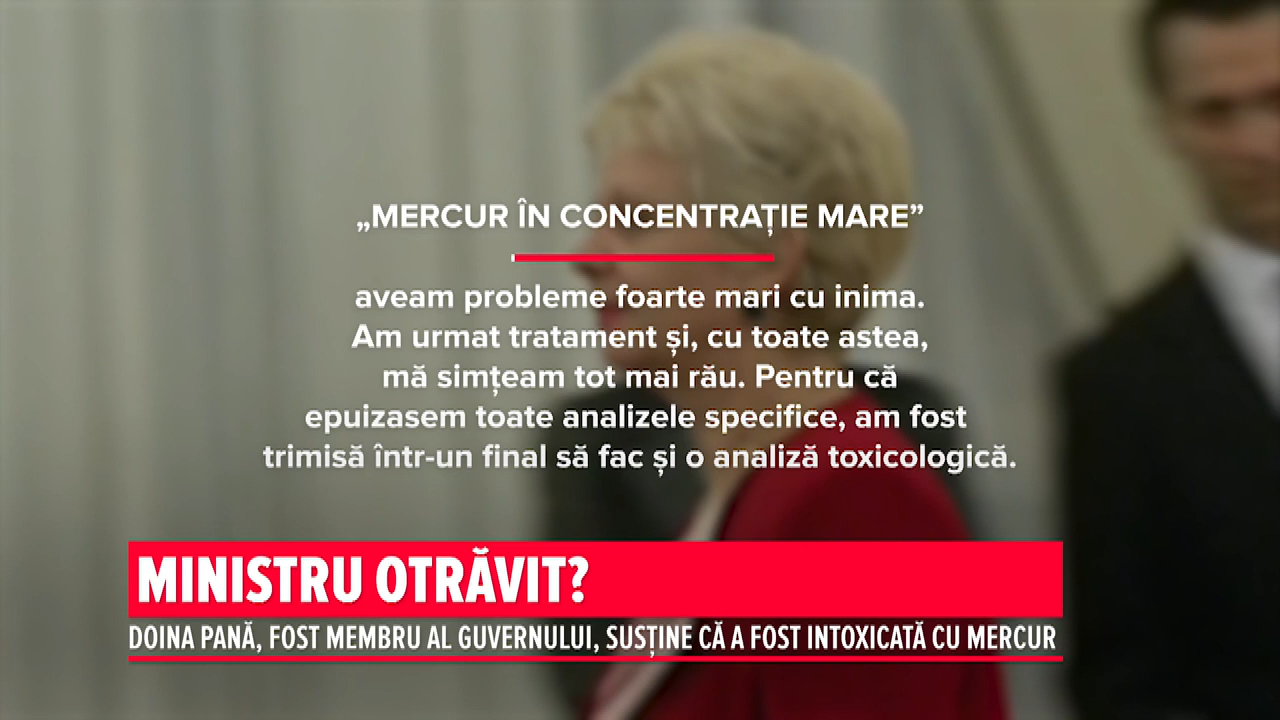 „MERCUR ÎN CONCENTRAȚIE MARE”
aveam probleme foarte mari cu inima.
Am urmat tratament și, cu toate astea,
mă simțeam tot mai rău. Pentru că
epuizasem toate analizele specifice, am fost
trimisă într-un final să fac și o analiză toxicologică.
MINISTRU OTRĂVIT?
DOINA PANĂ, FOST MEMBRU AL GUVERNULUI, SUSȚINE CĂ A FOST INTOXICATĂ CU MERCUR